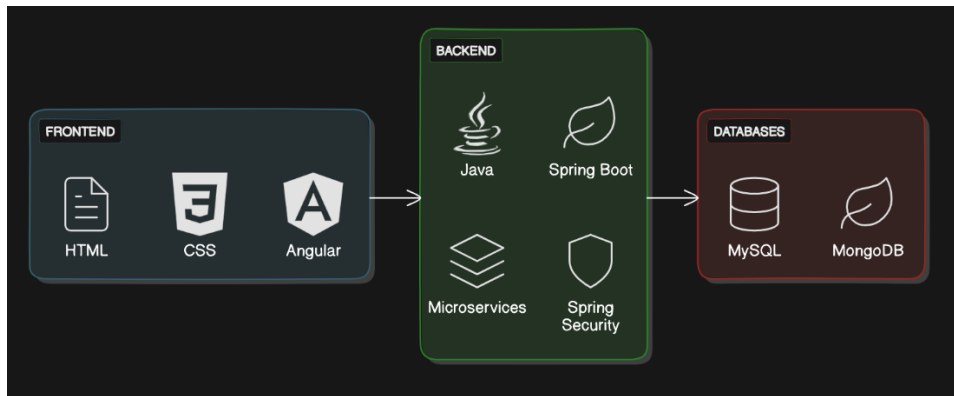 BACKEND
FRONTEND
DATABASES
Java
Spring Boot
HTML
CSS
Angular
MySQL
MongoDB
Microservices
Spring
Security